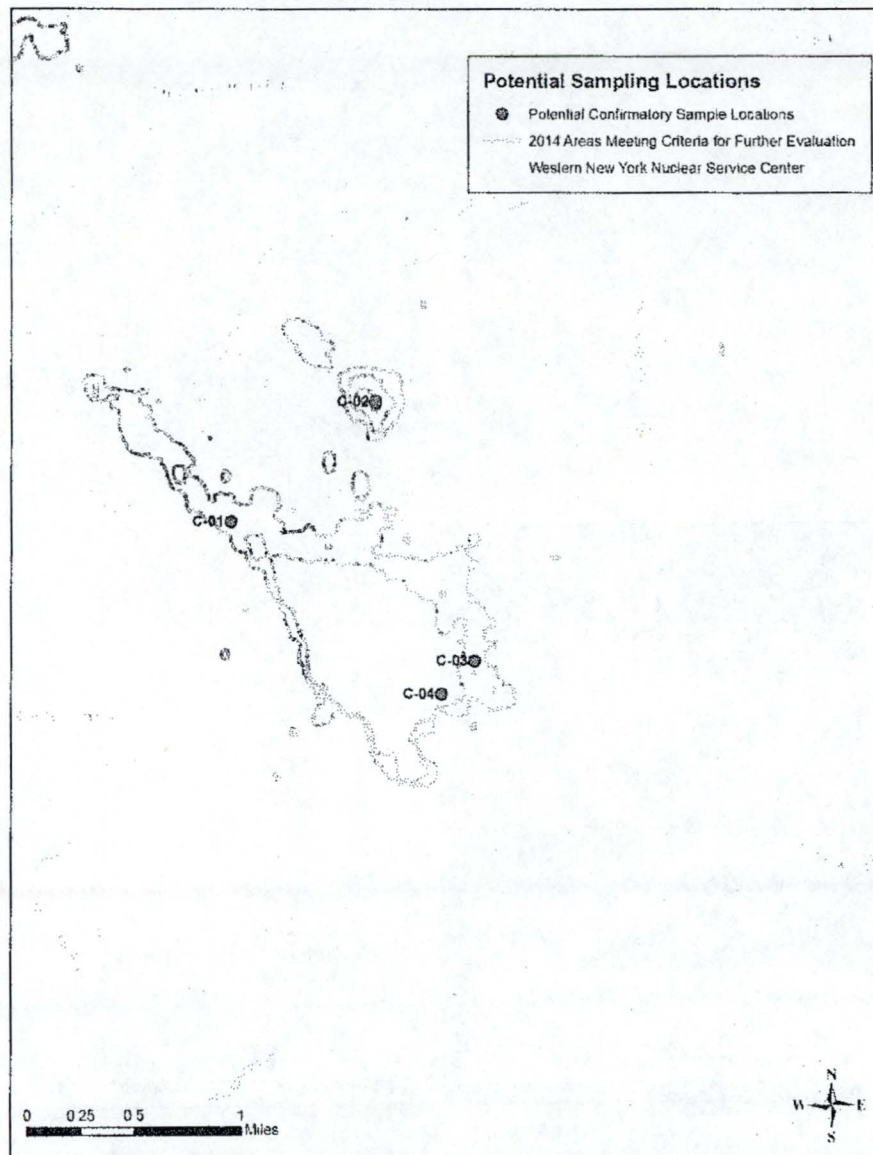 Potential Sampling Locations
Potential Confirmatory Sample Locations
2014 Areas Meeting Criteria for Further Evaluation
Western New York Nuclear Service Center
C-02
C-01
C-03
C-04
N
W E
S
0 0 25 0 5 1
Miles